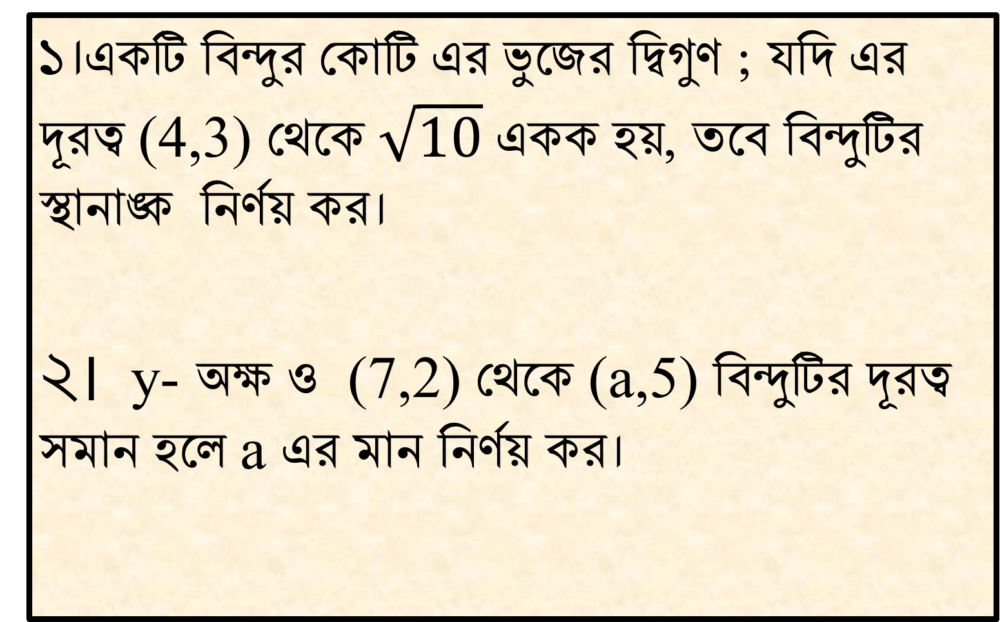 ১।একটি বিন্দুর কোটি এর ভুজের দ্বিগুণ ; যদি এর
দূরত্ব (4,3) থেকে √10 একক হয়, তবে বিন্দুটির
স্থানাঙ্ক নির্ণয় কর।
২। y- অক্ষ ও (7,2) থেকে (a,5) বিন্দুটির দূরত্ব
সমান হলে a এর মান নির্ণয় কর।